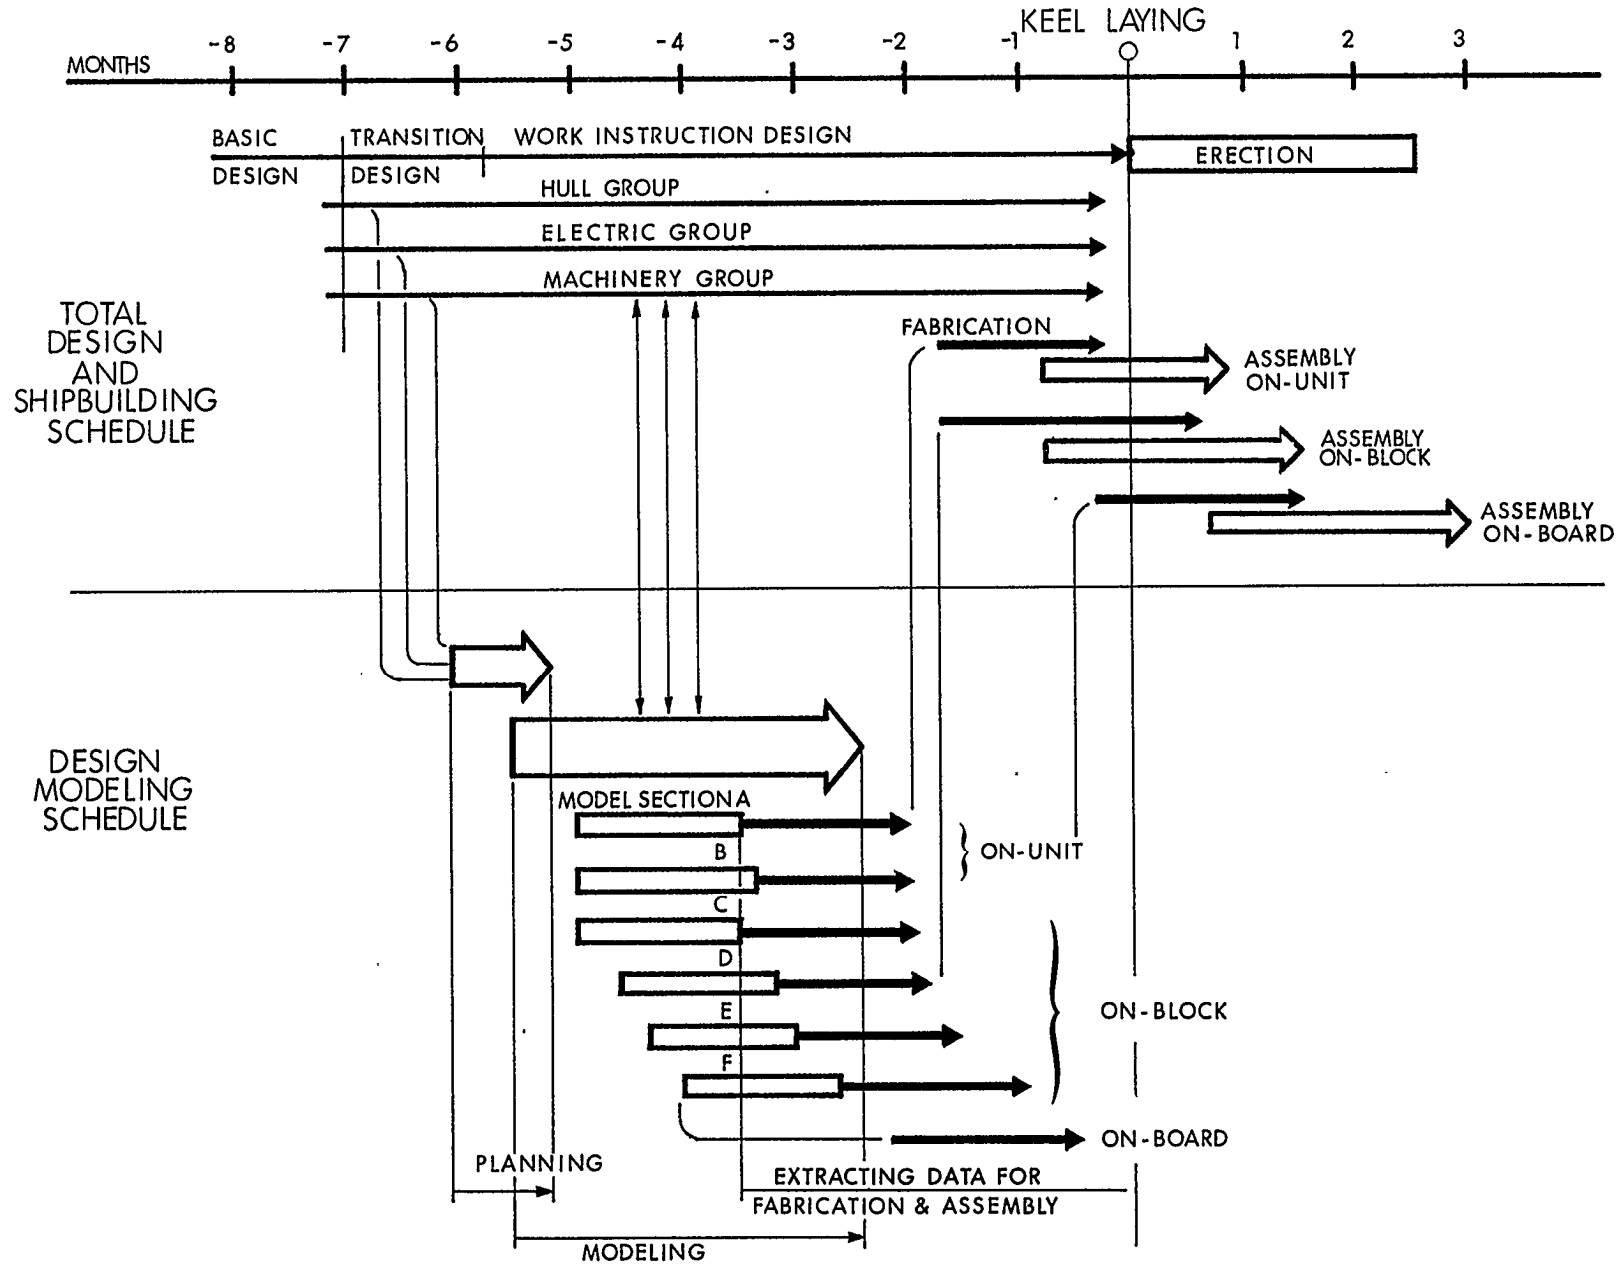 KEEL LAYING
-8 -7 -6 -5 -4 -3 -2 -1 1 2 3
MONTHS
BASIC TRANSITION WORK INSTRUCTION DESIGN
ERECTION
DESIGN DESIGN
HULL GROUP
ELECTRIC GROUP
MACHINERY GROUP
TOTAL
DESIGN
AND
SHIPBUILDING
SCHEDULE
FABRICATION
ASSEMBLY
ON-UNIT
ASSEMBLY
ON-BLOCK
ASSEMBLY
ON-BOARD
DESIGN
MODELING
SCHEDULE
MODEL SECTION A
B
ON-UNIT
C
D
E
ON-BLOCK
F
ON-BOARD
PLANNING
EXTRACTING DATA FOR
FABRICATION & ASSEMBLY
MODELING